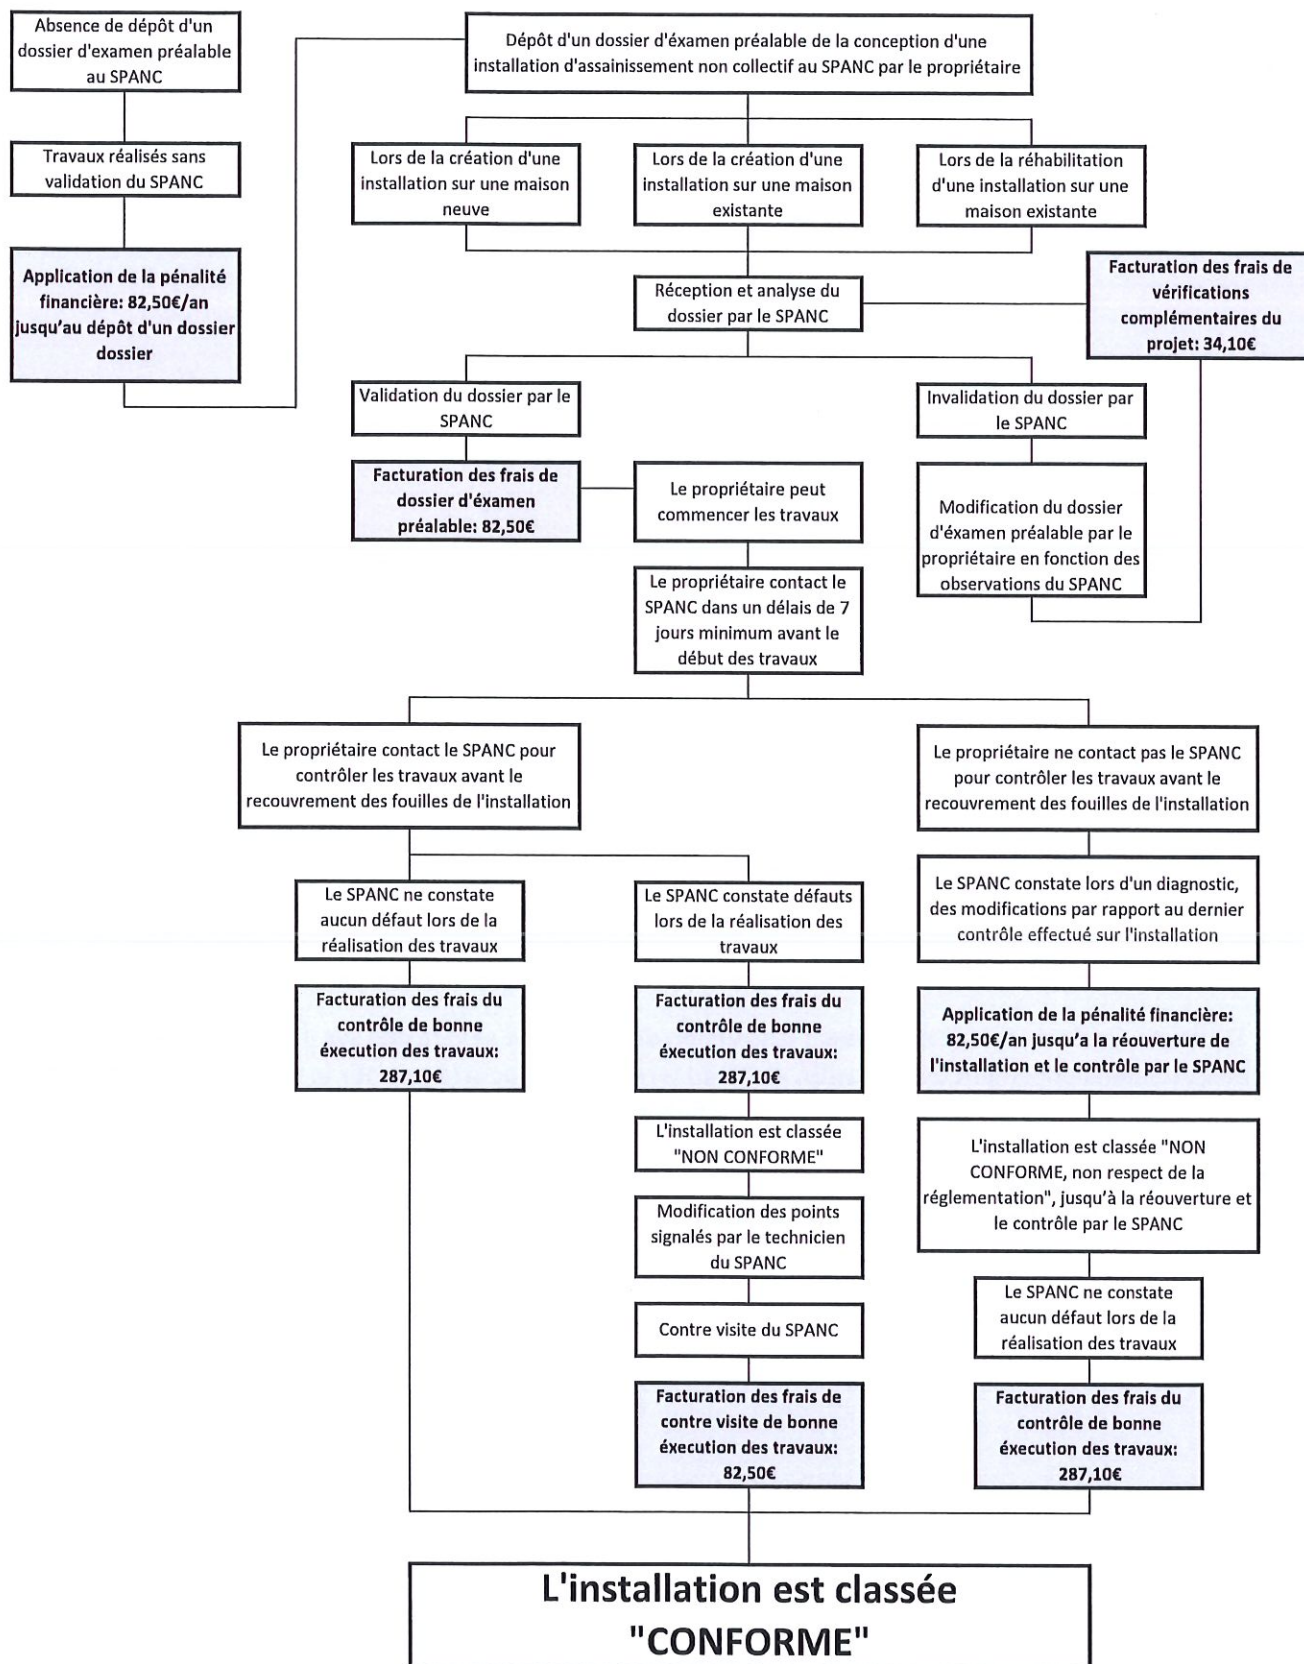 Absence de dépôt d'un
dossier d'examen préalable
au SPANC
Dépôt d'un dossier d'éxamen préalable de la conception d'une
installation d'assainissement non collectif au SPANC par le propriétaire
Travaux réalisés sans
validation du SPANC
Lors de la création d'une
installation sur une maison
neuve
Lors de la création d'une
installation sur une maison
existante
Lors de la réhabilitation
d'une installation sur une
maison existante
Application de la pénalité
financière: 82,50€/an
jusqu'au dépôt d'un dossier
dossier
Réception et analyse du
dossier par le SPANC
Facturation des frais de
vérifications
complémentaires du
projet: 34,10€
Validation du dossier par le
SPANC
Invalidation du dossier par
le SPANC
Facturation des frais de
dossier d'éxamen
préalable: 82,50€
Le propriétaire peut
commencer les travaux
Modification du dossier
d'éxamen préalable par le
propriétaire en fonction des
observations du SPANC
Le propriétaire contact le
SPANC dans un délais de 7
jours minimum avant le
début des travaux
Le propriétaire contact le SPANC pour
contrôler les travaux avant le
recouvrement des fouilles de l'installation
Le propriétaire ne contact pas le SPANC
pour contrôler les travaux avant le
recouvrement des fouilles de l'installation
Le SPANC ne constate
aucun défaut lors de la
réalisation des travaux
Le SPANC constate défauts
lors de la réalisation des
travaux
Le SPANC constate lors d'un diagnostic,
des modifications par rapport au dernier
contrôle effectué sur l'installation
Facturation des frais du
contrôle de bonne
éxecution des travaux:
287,10€
Facturation des frais du
contrôle de bonne
éxecution des travaux:
287,10€
Application de la pénalité financière:
82,50€/an jusqu'a la réouverture de
l'installation et le contrôle par le SPANC
L'installation est classée
"NON CONFORME"
L'installation est classée "NON
CONFORME, non respect de la
réglementation", jusqu'à la réouverture et
le contrôle par le SPANC
Modification des points
signalés par le technicien
du SPANC
Le SPANC ne constate
aucun défaut lors de la
réalisation des travaux
Contre visite du SPANC
Facturation des frais de
contre visite de bonne
éxecution des travaux:
82,50€
Facturation des frais du
contrôle de bonne
éxecution des travaux:
287,10€
L'installation est classée
"CONFORME"